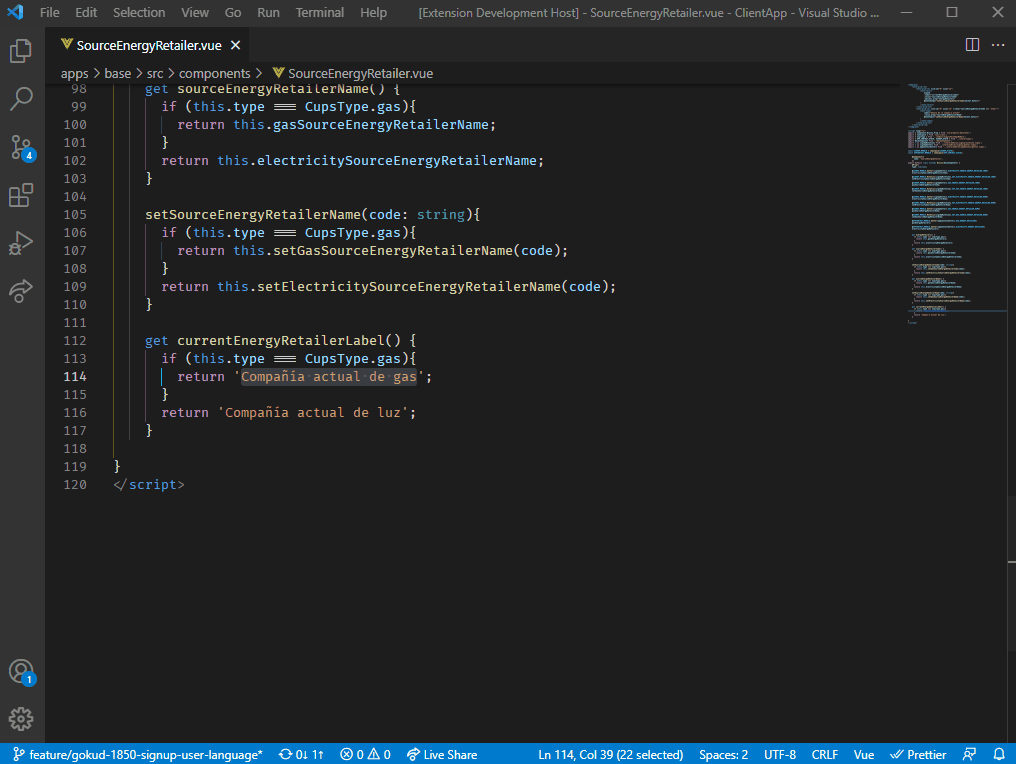 File Edit Selection View Go Run Terminal Help [Extension Development Host] - SourceEnergyRetailer.vue - ClientApp - Visual Studio ...
SourceEnergyRetailer.vue
apps > base > src > components > SourceEnergyRetailer.vue
98 get sourceEnergyRetailerName() {
99 if (this.type === CupsType.gas){
100 return this.gasSourceEnergyRetailerName;
101 }
102 return this.electricitySourceEnergyRetailerName;
103 }
104
105 setSourceEnergyRetailerName(code: string){
106 if (this.type === CupsType.gas){
107 return this.setGasSourceEnergyRetailerName(code);
108 }
109 return this.setElectricitySourceEnergyRetailerName(code);
110 }
111
112 get currentEnergyRetailerLabel() {
113 if (this.type === CupsType.gas){
114 return 'Compañía actual de gas';
115 }
116 return 'Compañía actual de luz';
117 }
118
119 }
120 </script>
4
1
feature/gokud-1850-signup-user-language* 0↓ 1↑ 0 0 Live Share Ln 114, Col 39 (22 selected) Spaces: 2 UTF-8 CRLF Vue Prettier